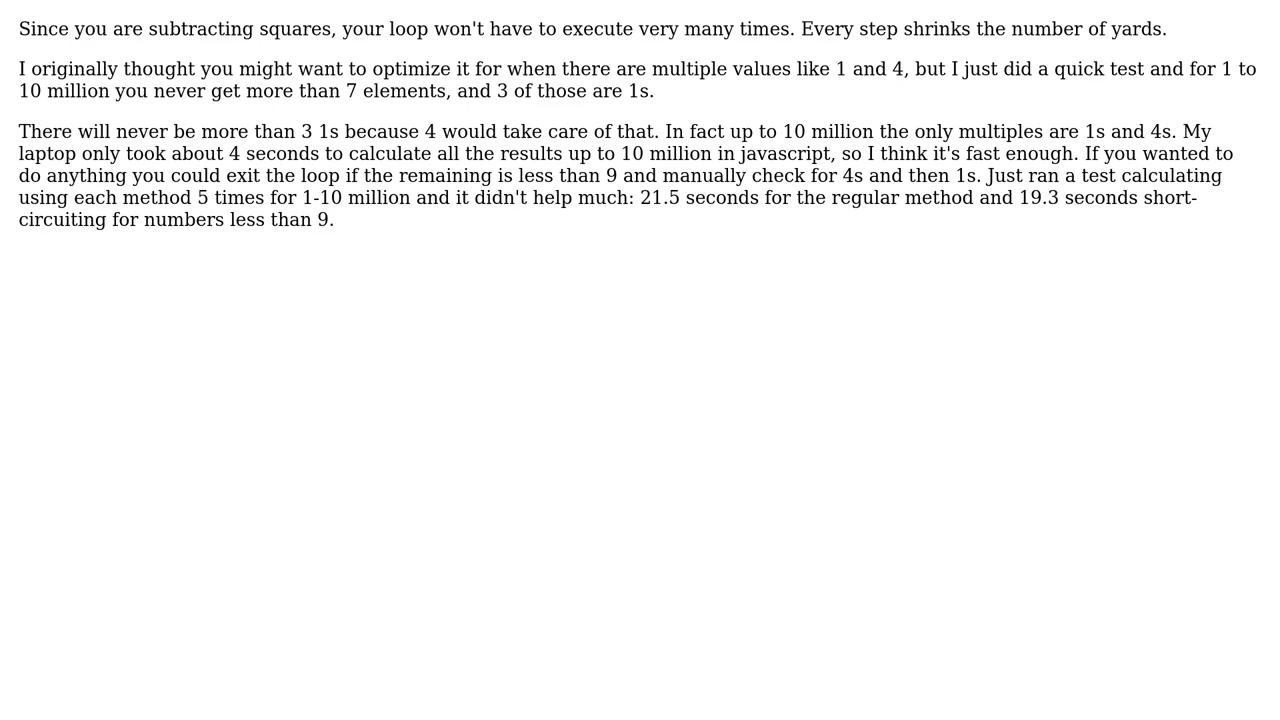 Since you are subtracting squares, your loop won't have to execute very many times. Every step shrinks the number of yards.
I originally thought you might want to optimize it for when there are multiple values like 1 and 4, but I just did a quick test and for 1 to
10 million you never get more than 7 elements, and 3 of those are 1s.
There will never be more than 3 1s because 4 would take care of that. In fact up to 10 million the only multiples are 1s and 4s. My
laptop only took about 4 seconds to calculate all the results up to 10 million in javascript, so I think it's fast enough. If you wanted to
do anything you could exit the loop if the remaining is less than 9 and manually check for 4s and then 1s. Just ran a test calculating
using each method 5 times for 1-10 million and it didn't help much: 21.5 seconds for the regular method and 19.3 seconds short-
circuiting for numbers less than 9.